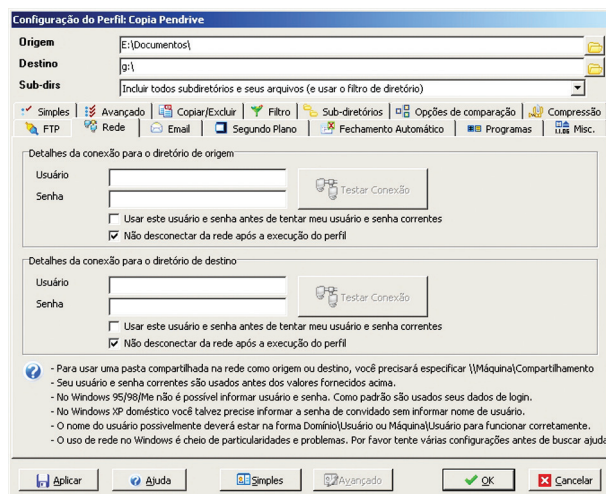 Configuração do Perfil: Copia Pendrive
Origem E:\Documentos\
Destino g:\
Sub-dirs Incluir todos subdiretórios e seus arquivos (e usar o filtro de diretório)
Simples Avançado Copiar/Excluir Filtro Sub-diretórios Opções de comparação Compressão
FTP Rede Email Segundo Plano Fechamento Automático Programas Misc.
Detalhes da conexão para o diretório de origem
Usuário
Senha
Testar Conexão
Usar este usuário e senha antes de tentar meu usuário e senha correntes
Não desconectar da rede após a execução do perfil
Detalhes da conexão para o diretório de destino
Usuário
Senha
Testar Conexão
Usar este usuário e senha antes de tentar meu usuário e senha correntes
Não desconectar da rede após a execução do perfil
- Para usar uma pasta compartilhada na rede como origem ou destino, você precisará especificar \\Máquina\Compartilhamento
- Seu usuário e senha correntes são usados antes dos valores fornecidos acima.
- No Windows 95/98/Me não é possível informar usuário e senha. Como padrão são usados seus dados de login.
- No Windows XP doméstico você talvez precise informar a senha de convidado sem informar nome de usuário.
- O nome do usuário possivelmente deverá estar na forma Domínio\Usuário ou Máquina\Usuário para funcionar corretamente.
- O uso de rede no Windows é cheio de particularidades e problemas. Por favor tente várias configurações antes de buscar ajuda
Aplicar Ajuda Simples Avançado OK Cancelar